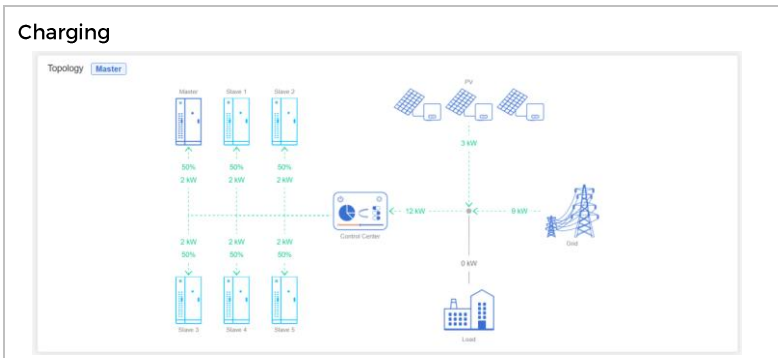 Charging
Topology Master
Master Slave 1 Slave 2
PV
3 kW
50% 50% 50%
2 kW 2 kW 2 kW
12 kW 9 kW
Control Center
Grid
2 kW 2 kW 2 kW
50% 50% 50%
0 kW
Slave 3 Slave 4 Slave 5
Load